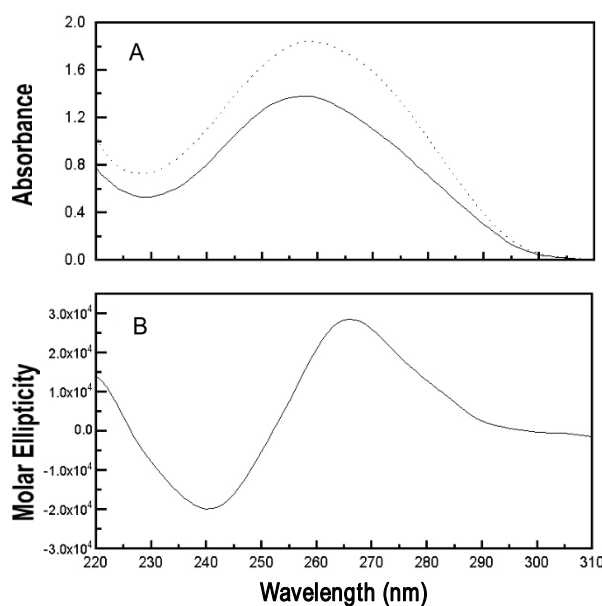 A
Absorbance
2.0
1.6
1.2
0.8
0.4
0.0
B
Molar Ellipticity
3.0x10⁴
2.0x10⁴
1.0x10⁴
0.0
-1.0x10⁴
-2.0x10⁴
-3.0x10⁴
220 230 240 250 260 270 280 290 300 310
Wavelength (nm)